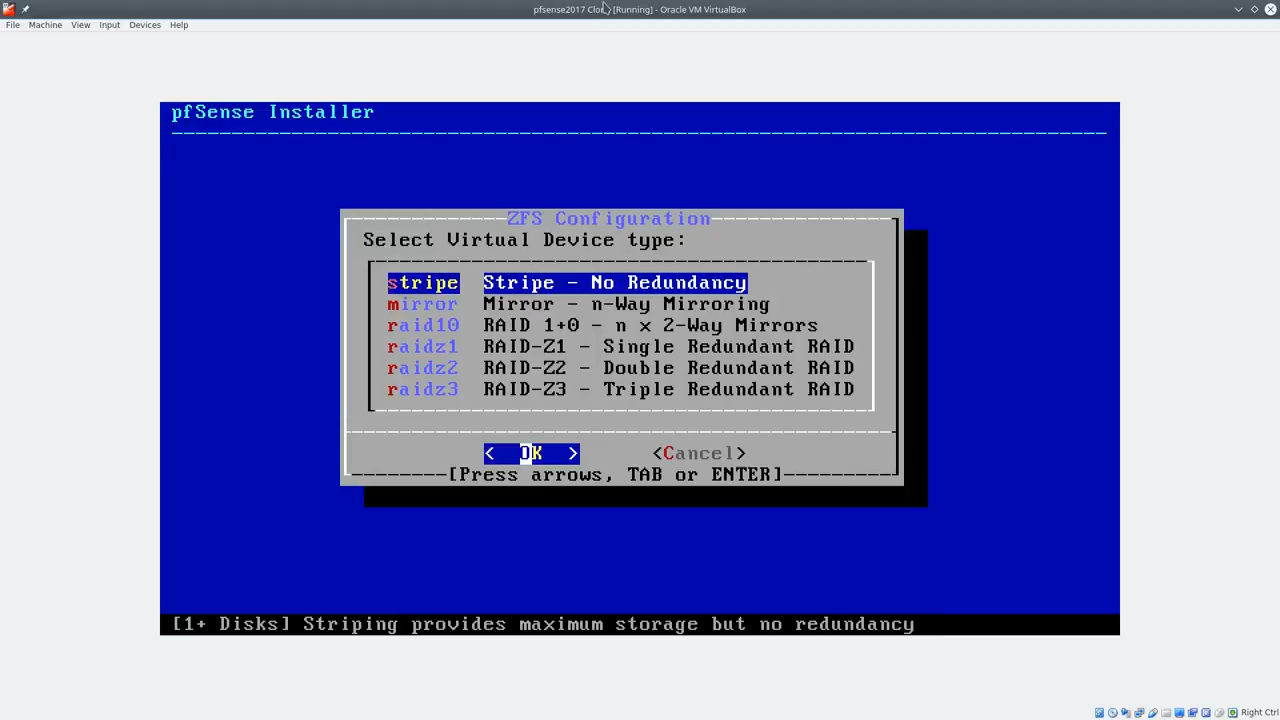 pfsense2017 Clo [Running] - Oracle VM VirtualBox
File Machine View Input Devices Help
pfSense Installer
ZFS Configuration
Select Virtual Device type:
stripe Stripe - No Redundancy
mirror Mirror - n-Way Mirroring
raid10 RAID 1+0 - n x 2-Way Mirrors
raidz1 RAID-Z1 - Single Redundant RAID
raidz2 RAID-Z2 - Double Redundant RAID
raidz3 RAID-Z3 - Triple Redundant RAID
< OK > <Cancel>
[Press arrows, TAB or ENTER]
[1+ Disks] Striping provides maximum storage but no redundancy
Right Ctrl